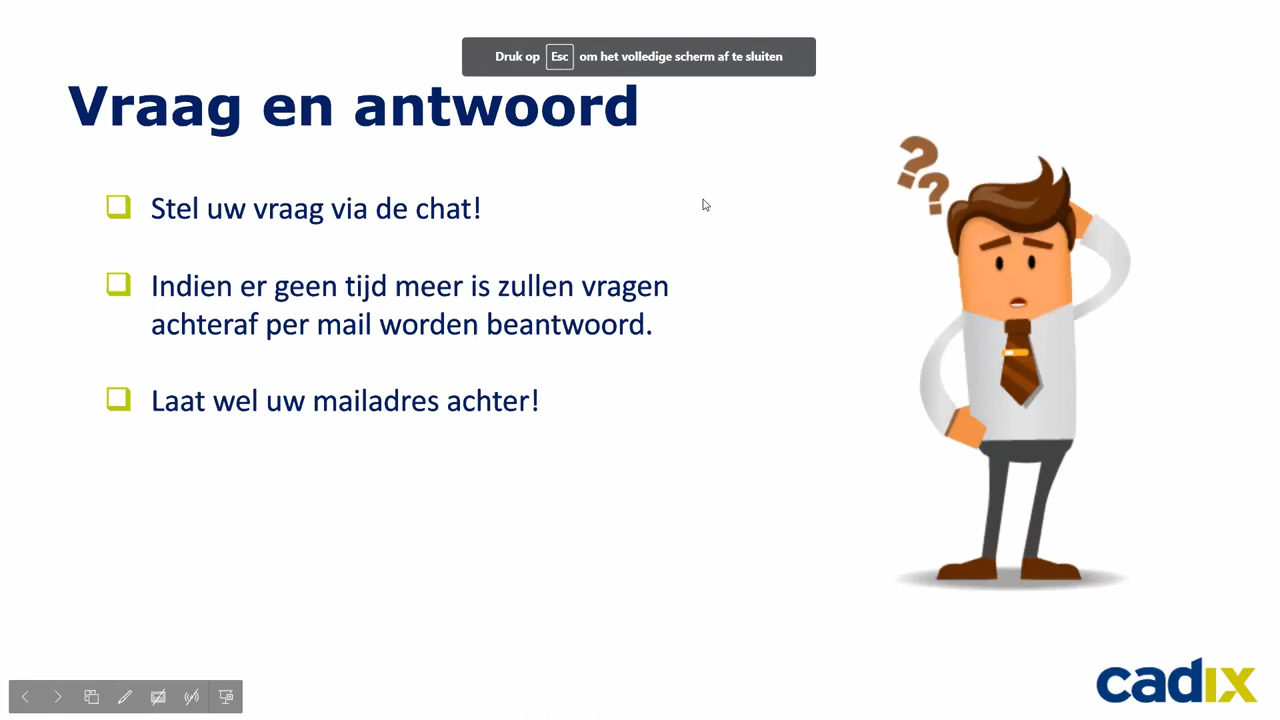 Druk op Esc om het volledige scherm af te sluiten
Vraag en antwoord
Stel uw vraag via de chat!
Indien er geen tijd meer is zullen vragen
achteraf per mail worden beantwoord.
Laat wel uw mailadres achter!
??
cadix